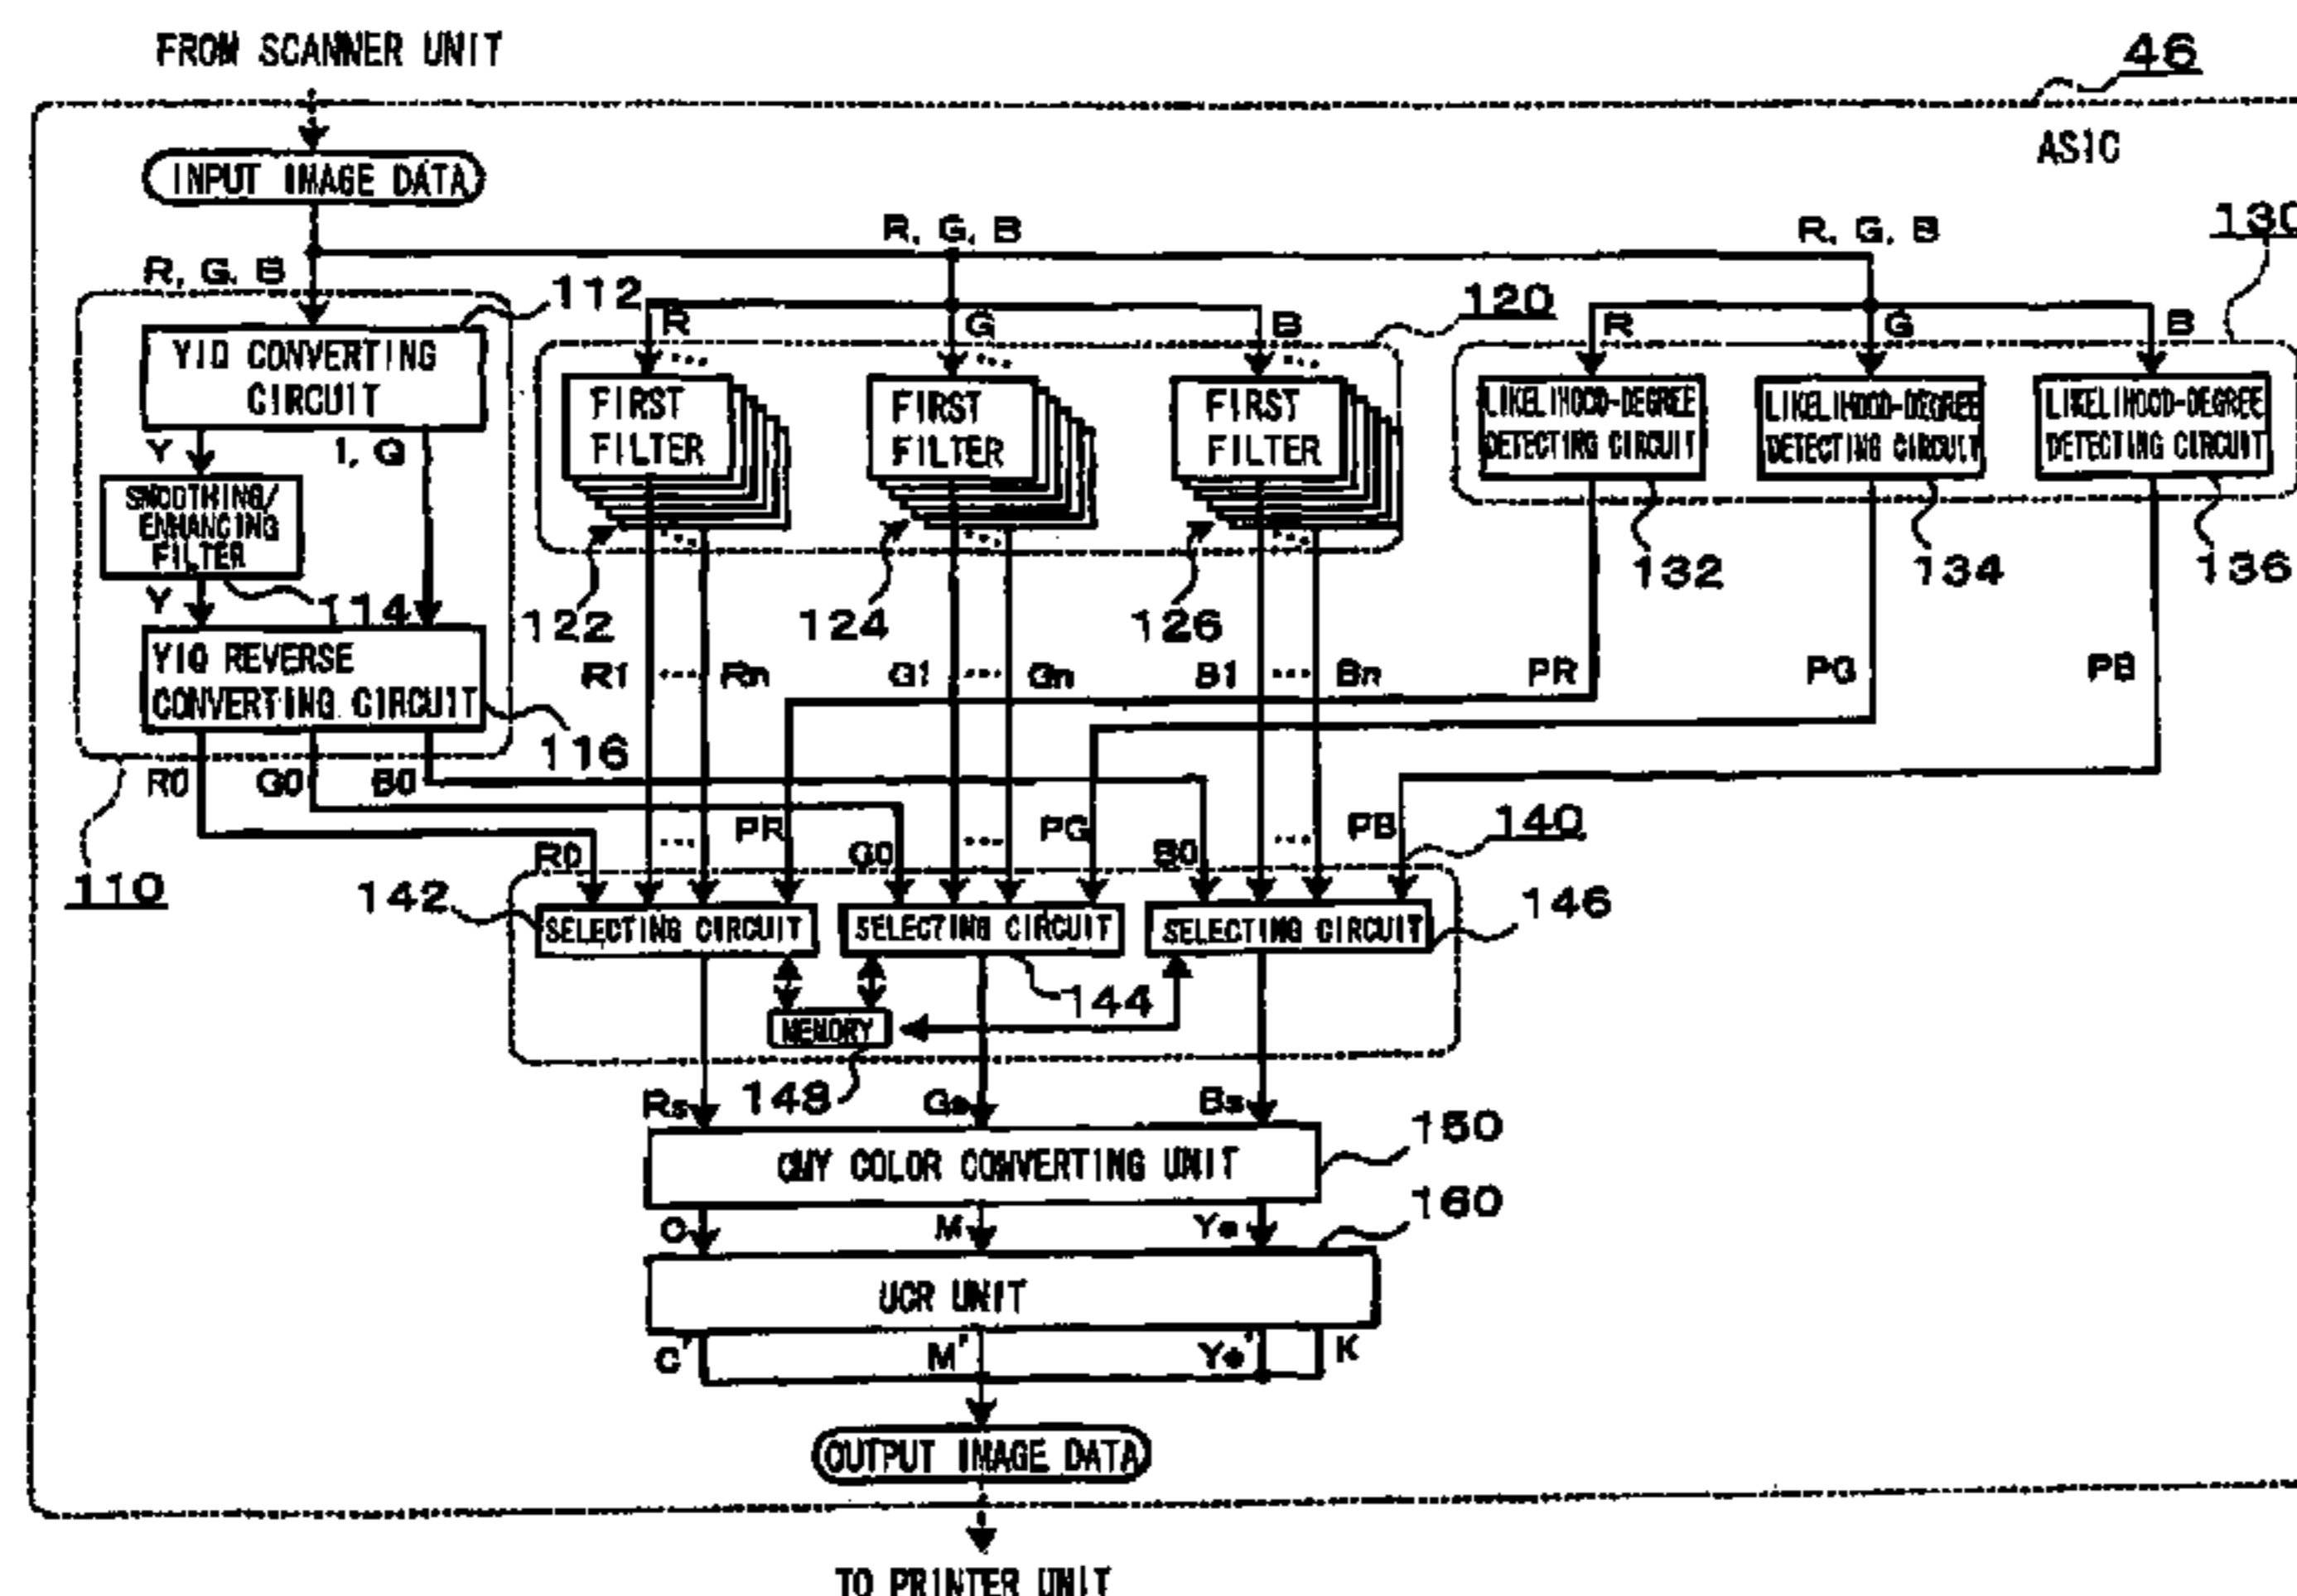 FROM SCANNER UNIT
46
ASIC
INPUT IMAGE DATA
R, G, B
R, G, B
R, G, B
130
112
120
R
G
B
R
G
B
YIQ CONVERTING
CIRCUIT
FIRST
FILTER
FIRST
FILTER
FIRST
FILTER
LIKELIHOOD-DEGREE
DETECTING CIRCUIT
LIKELIHOOD-DEGREE
DETECTING CIRCUIT
LIKELIHOOD-DEGREE
DETECTING CIRCUIT
Y
I, Q
SMOOTHING/
ENHANCING
FILTER
Y
114
122
124
126
132
134
136
YIQ REVERSE
CONVERTING CIRCUIT
116
R1 ... Rn
G1 ... Gn
B1 ... Bn
PR
PG
PB
R0
G0
B0
110
R0
...
PR
G0
...
PG
B0
...
PB
140
142
SELECTING CIRCUIT
SELECTING CIRCUIT
SELECTING CIRCUIT
146
144
MEMORY
148
Rs
Gs
Bs
CMY COLOR CONVERTING UNIT
150
C
M
Ye
160
UCR UNIT
C'
M'
Ye'
K
OUTPUT IMAGE DATA
TO PRINTER UNIT